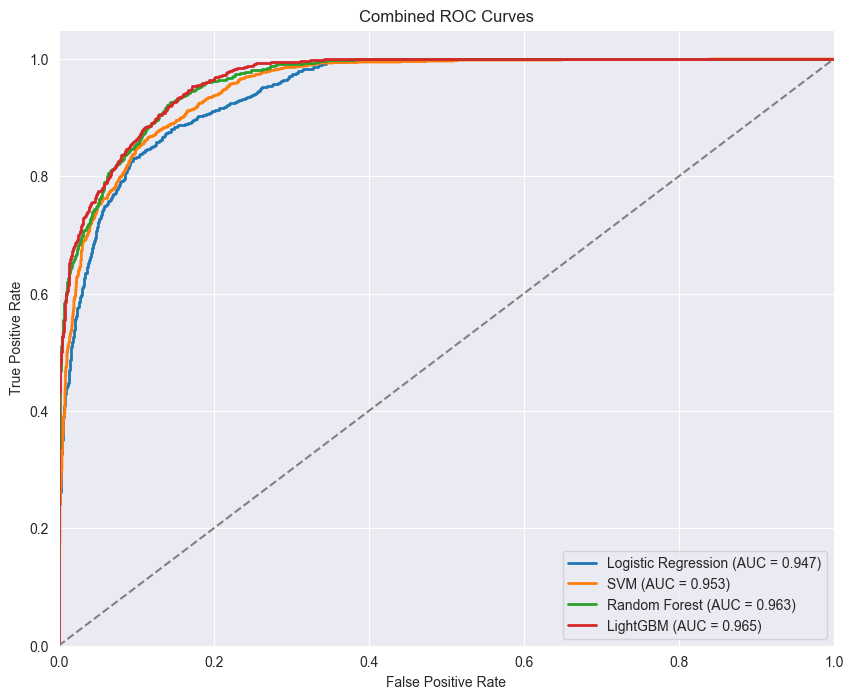 Combined ROC Curves
1.0
0.8
0.6
0.4
0.2
0.0
True Positive Rate
Logistic Regression (AUC = 0.947)
SVM (AUC = 0.953)
Random Forest (AUC = 0.963)
LightGBM (AUC = 0.965)
0.0 0.2 0.4 0.6 0.8 1.0
False Positive Rate